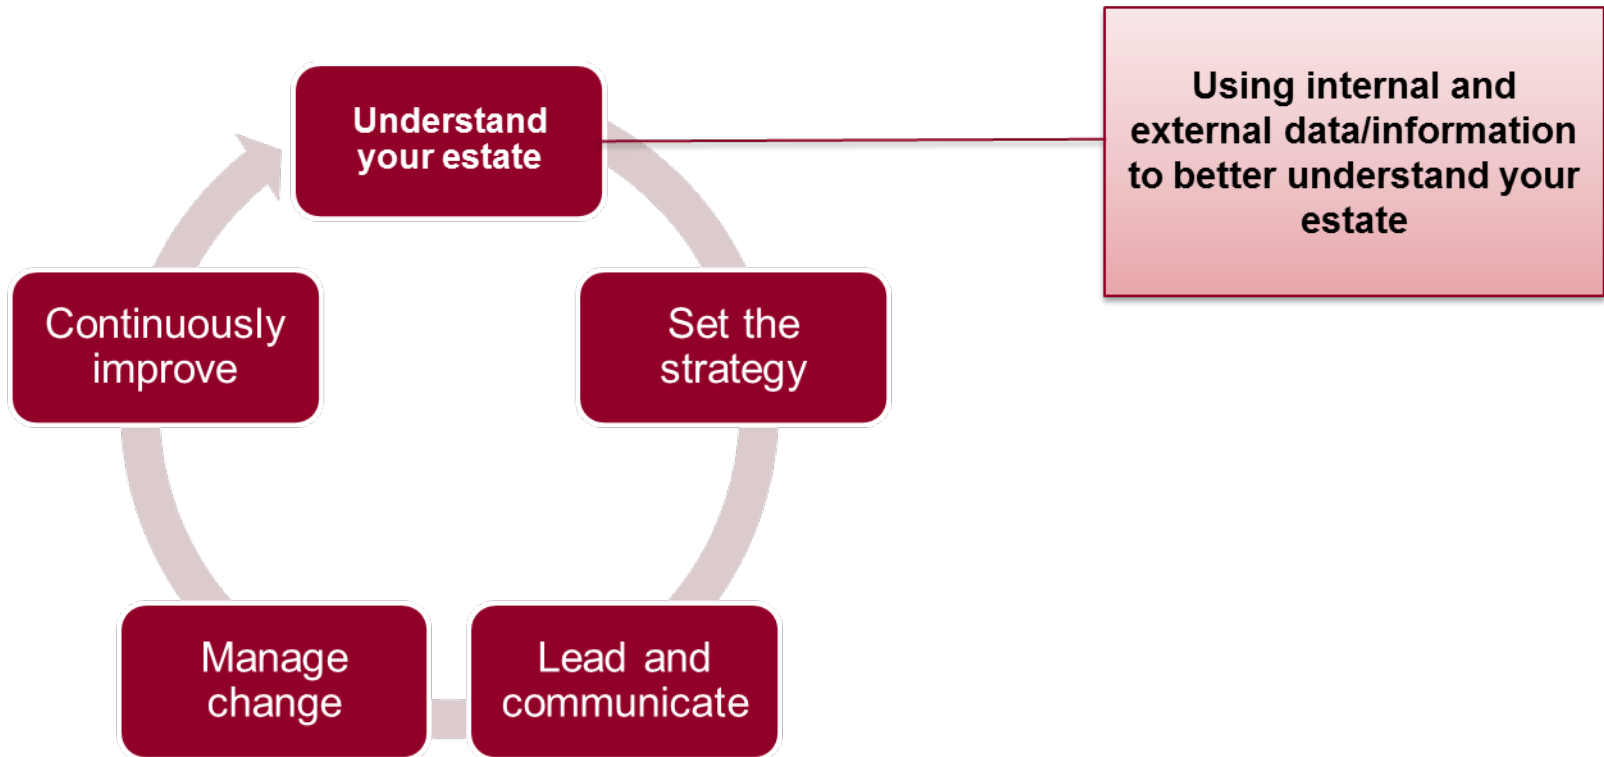 Understand
your estate
Using internal and
external data/information
to better understand your
estate
Set the
strategy
Lead and
communicate
Manage
change
Continuously
improve